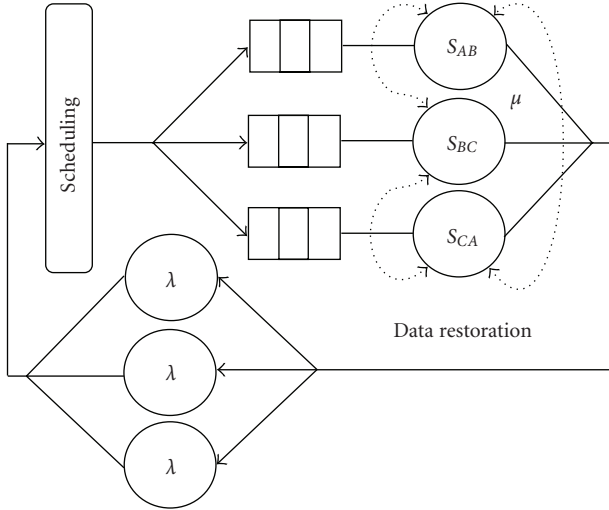 S_AB
μ
S_BC
Scheduling
S_CA
λ
Data restoration
λ
λ